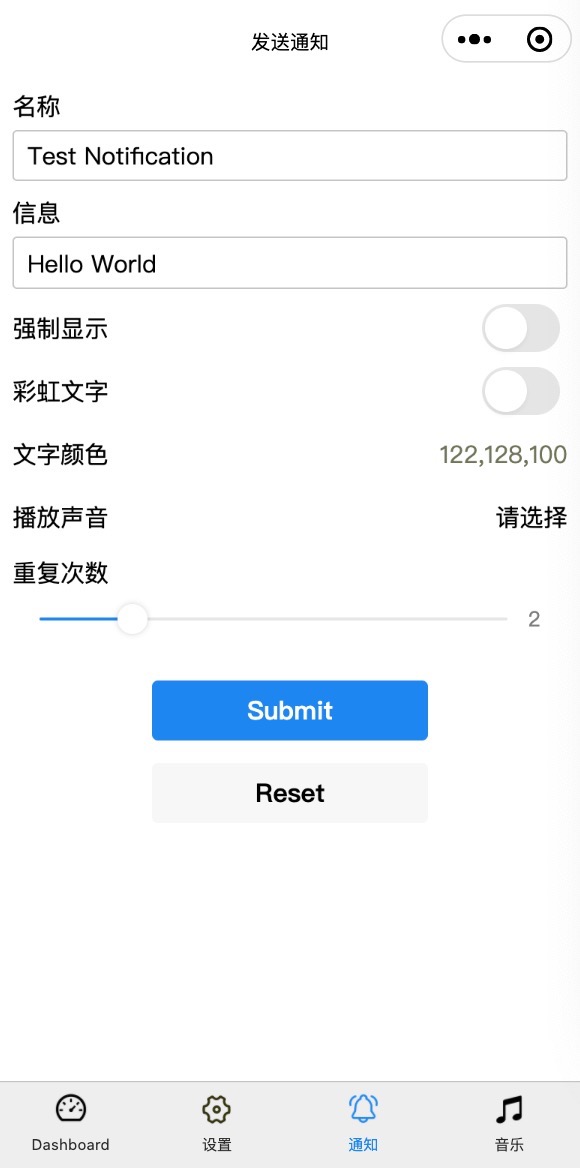 发送通知
名称
Test Notification
信息
Hello World
强制显示
彩虹文字
文字颜色 122,128,100
播放声音 请选择
重复次数
2
Submit
Reset
Dashboard 设置 通知 音乐